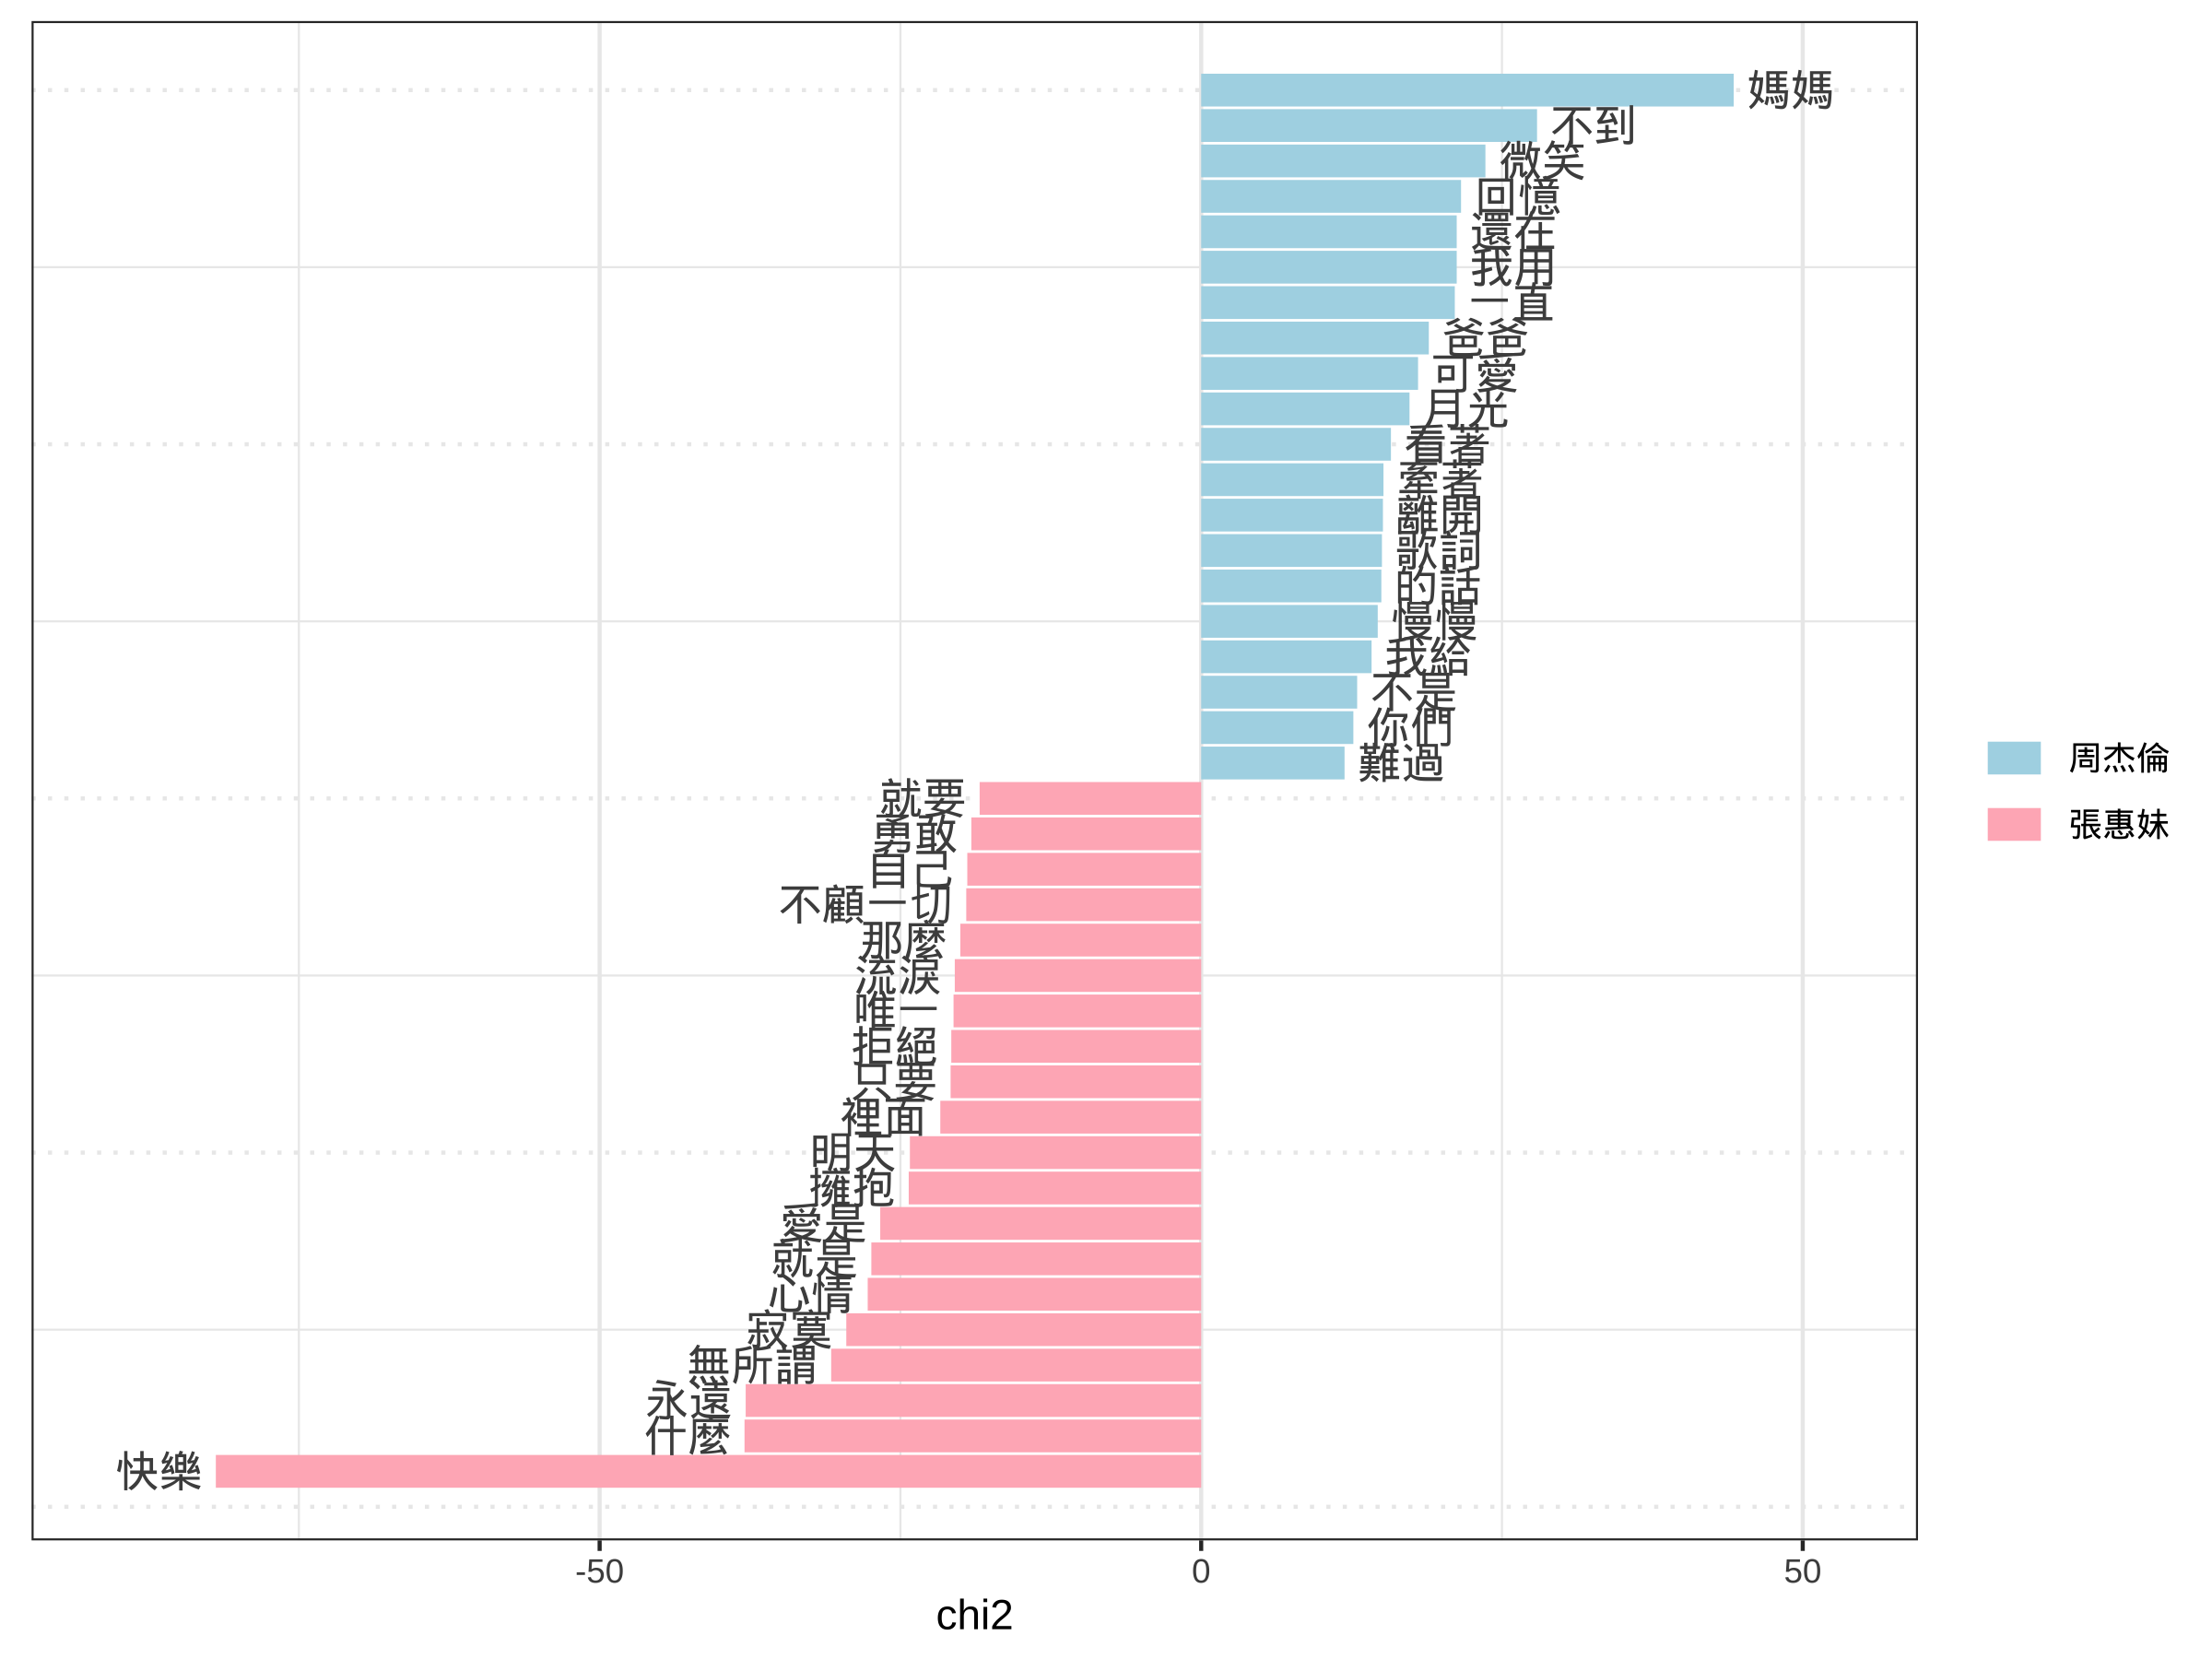 媽媽
不到
微笑
回憶
還在
我用
一直
爸爸
可愛
月光
看著
牽著
離開
歌詞
的話
慢慢
我給
不是
你們
難過
就要
勇敢
自己
不顧一切
那麼
流淚
唯一
拒絕
只要
裡面
明天
擁抱
愛是
就是
心情
寂寞
無所謂
永遠
什麼
快樂
周杰倫
張惠妹
-50
0
50
chi2